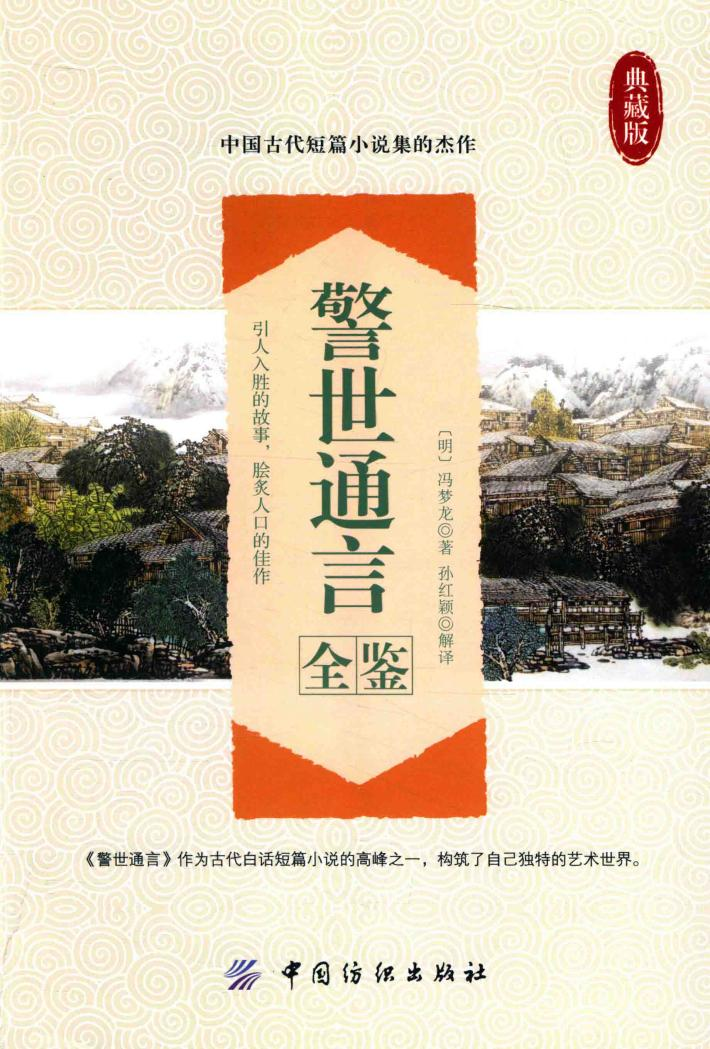 典藏版
中国古代短篇小说集的杰作
警世通言
全鉴
引人入胜的故事，脍炙人口的佳作
〔明〕冯梦龙◎著 孙红颖◎解译
《警世通言》作为古代白话短篇小说的高峰之一，构筑了自己独特的艺术世界。
中国纺织出版社